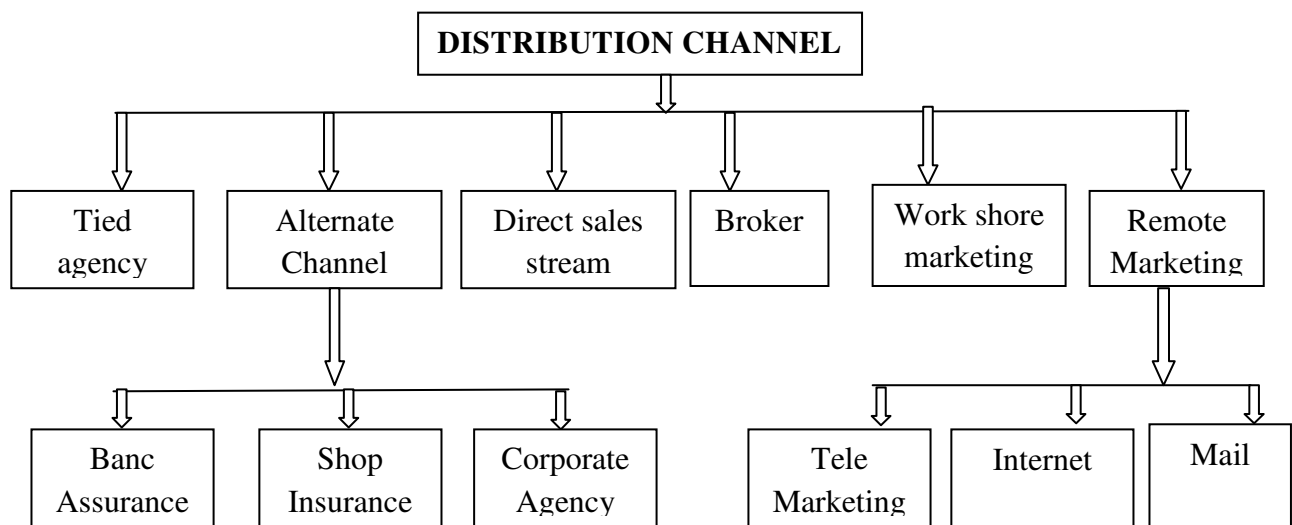 DISTRIBUTION CHANNEL
Tied
agency
Alternate
Channel
Direct sales
stream
Broker
Work shore
marketing
Remote
Marketing
Banc
Assurance
Shop
Insurance
Corporate
Agency
Tele
Marketing
Internet
Mail